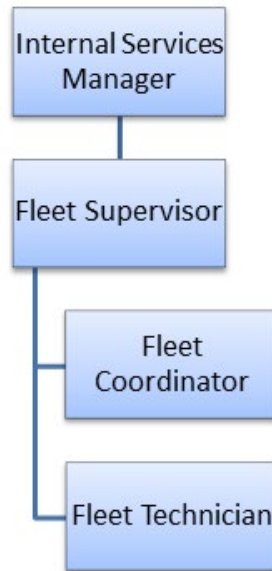 Internal Services
Manager
Fleet Supervisor
Fleet
Coordinator
Fleet Technician